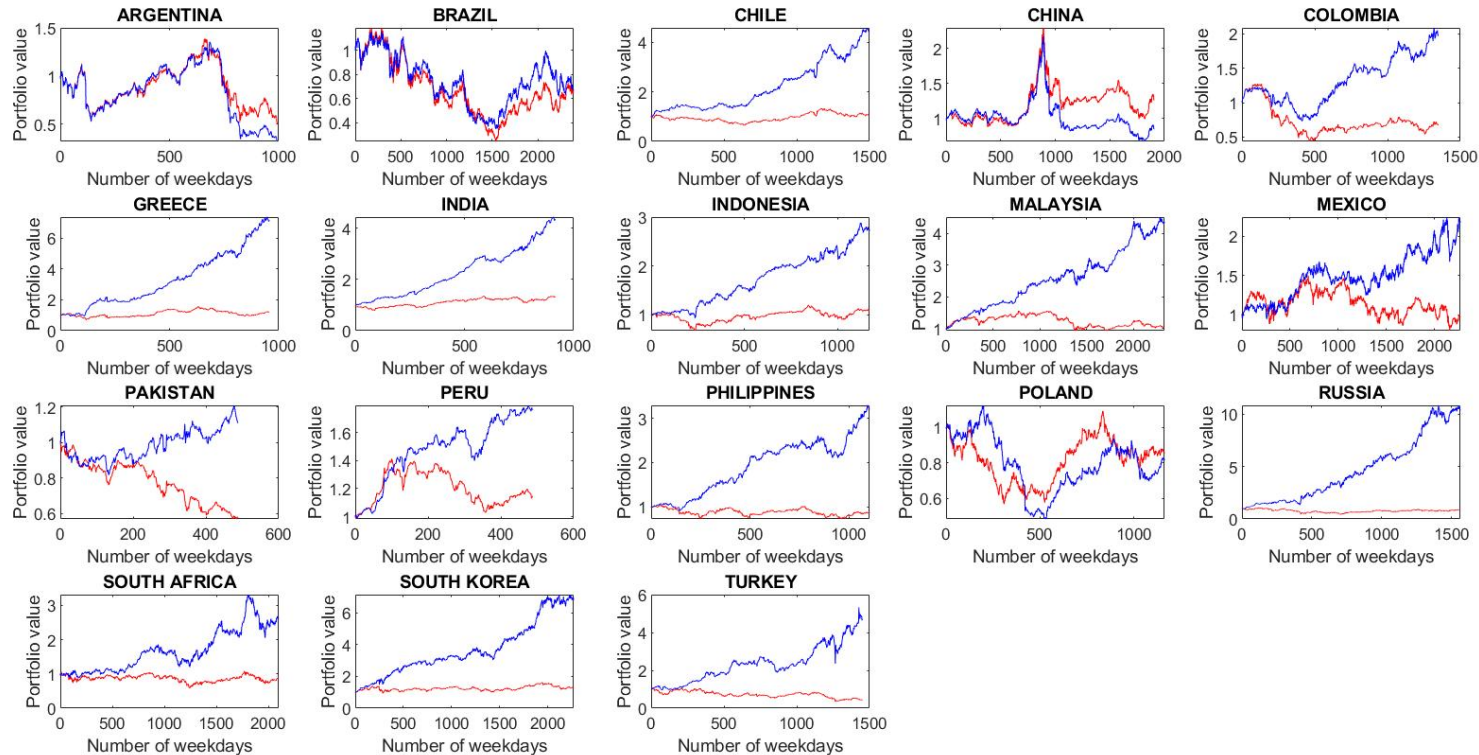 ARGENTINA
Portfolio value
1.5
1
0.5
0
500
1000
Number of weekdays
BRAZIL
Portfolio value
1
0.8
0.6
0.4
0
500
1000
1500
2000
Number of weekdays
CHILE
Portfolio value
4
2
0
0
500
1000
1500
Number of weekdays
CHINA
Portfolio value
2
1.5
1
0
500
1000
1500
2000
Number of weekdays
COLOMBIA
Portfolio value
2
1.5
1
0.5
0
500
1000
1500
Number of weekdays
GREECE
Portfolio value
6
4
2
0
0
500
1000
Number of weekdays
INDIA
Portfolio value
4
2
0
0
500
1000
Number of weekdays
INDONESIA
Portfolio value
3
2
1
0
500
1000
Number of weekdays
MALAYSIA
Portfolio value
4
3
2
1
0
500
1000
1500
2000
Number of weekdays
MEXICO
Portfolio value
2
1.5
1
0
500
1000
1500
2000
Number of weekdays
PAKISTAN
Portfolio value
1.2
1
0.8
0.6
0
200
400
600
Number of weekdays
PERU
Portfolio value
1.6
1.4
1.2
1
0
200
400
600
Number of weekdays
PHILIPPINES
Portfolio value
3
2
1
0
500
1000
Number of weekdays
POLAND
Portfolio value
1
0.8
0.6
0
500
1000
Number of weekdays
RUSSIA
Portfolio value
10
5
0
0
500
1000
1500
Number of weekdays
SOUTH AFRICA
Portfolio value
3
2
1
0
0
500
1000
1500
2000
Number of weekdays
SOUTH KOREA
Portfolio value
6
4
2
0
0
500
1000
1500
2000
Number of weekdays
TURKEY
Portfolio value
6
4
2
0
0
500
1000
1500
Number of weekdays